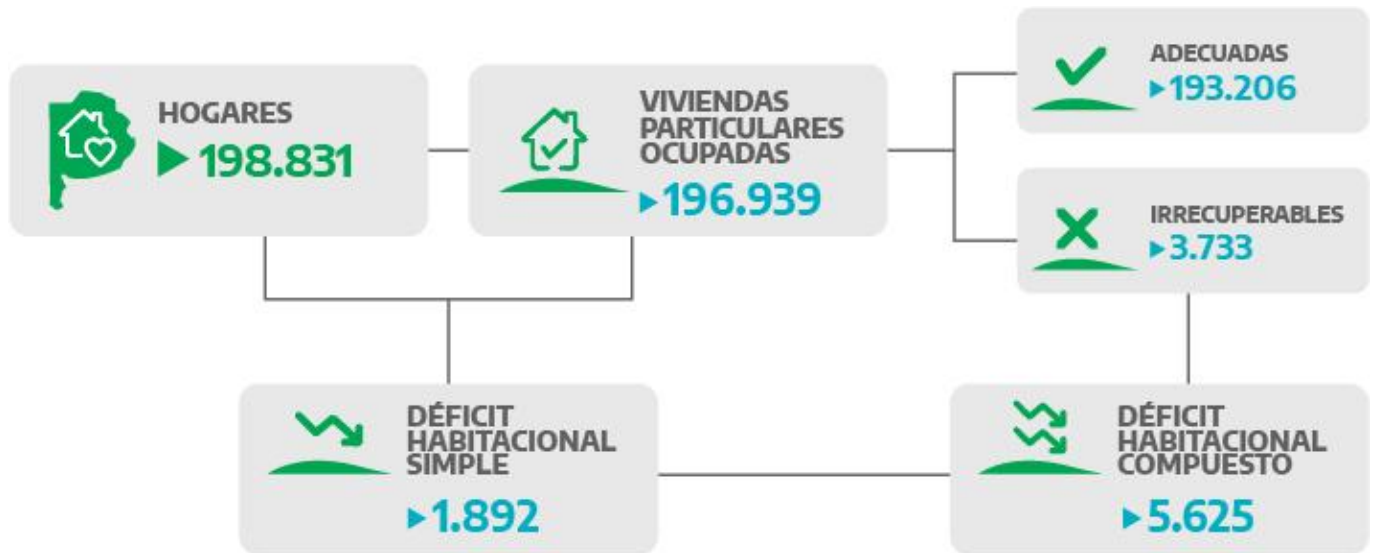 HOGARES
198.831
VIVIENDAS
PARTICULARES
OCUPADAS
196.939
ADECUADAS
193.206
IRRECUPERABLES
3.733
DÉFICIT
HABITACIONAL
SIMPLE
1.892
DÉFICIT
HABITACIONAL
COMPUESTO
5.625